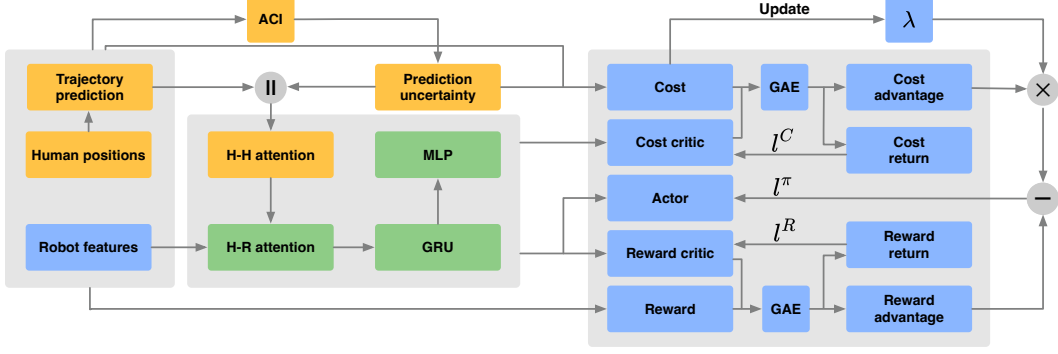 ACI
Update
λ
Trajectory
prediction
||
Prediction
uncertainty
Cost
GAE
Cost
advantage
×
Human positions
H-H attention
MLP
Cost critic
l^C
Cost
return
Actor
l^π
−
Robot features
H-R attention
GRU
Reward critic
l^R
Reward
return
Reward
GAE
Reward
advantage